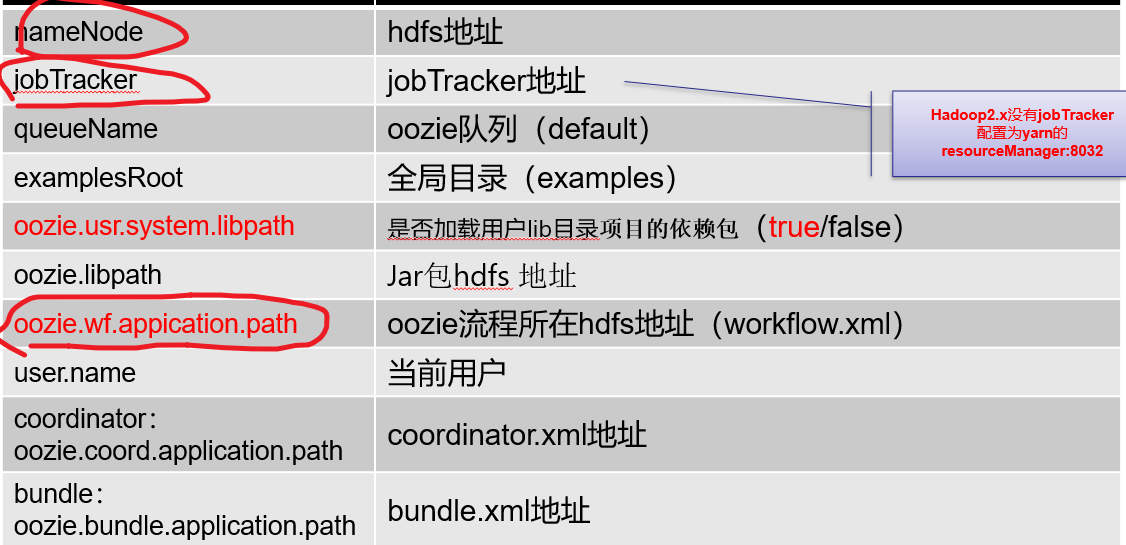 nameNode hdfs地址
jobTracker jobTracker地址
Hadoop2.x没有jobTracker
配置为yarn的
resourceManager:8032
queueName oozie队列（default）
examplesRoot 全局目录（examples）
oozie.usr.system.libpath 是否加载用户lib目录项目的依赖包（true/false）
oozie.libpath Jar包hdfs 地址
oozie.wf.appication.path oozie流程所在hdfs地址（workflow.xml）
user.name 当前用户
coordinator：
oozie.coord.application.path coordinator.xml地址
bundle：
oozie.bundle.application.path bundle.xml地址